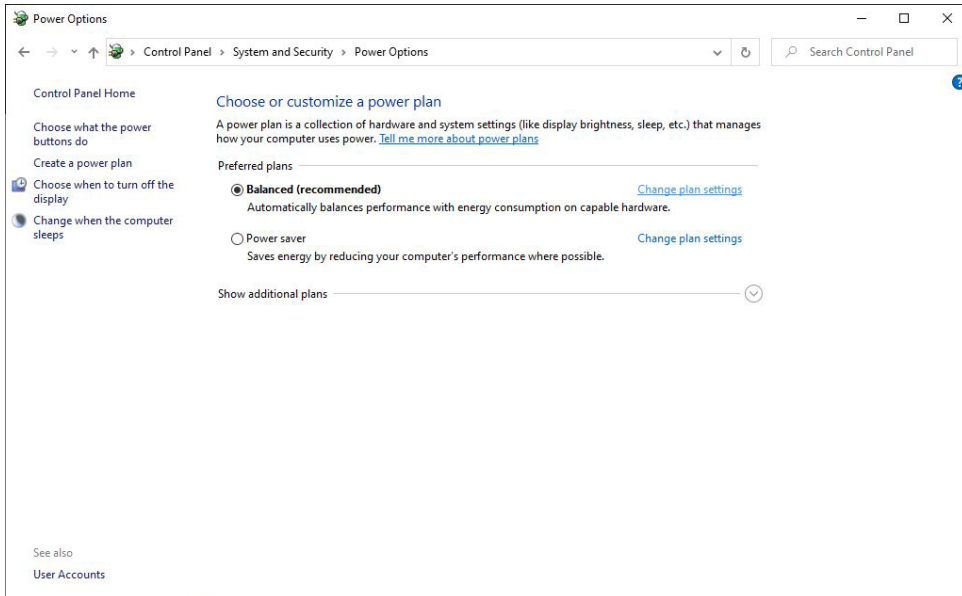 Power Options
Control Panel > System and Security > Power Options
Search Control Panel
?
Control Panel Home
Choose what the power
buttons do
Create a power plan
Choose when to turn off the
display
Change when the computer
sleeps
Choose or customize a power plan
A power plan is a collection of hardware and system settings (like display brightness, sleep, etc.) that manages
how your computer uses power. Tell me more about power plans
Preferred plans
Balanced (recommended) Change plan settings
Automatically balances performance with energy consumption on capable hardware.
Power saver Change plan settings
Saves energy by reducing your computer's performance where possible.
Show additional plans
See also
User Accounts